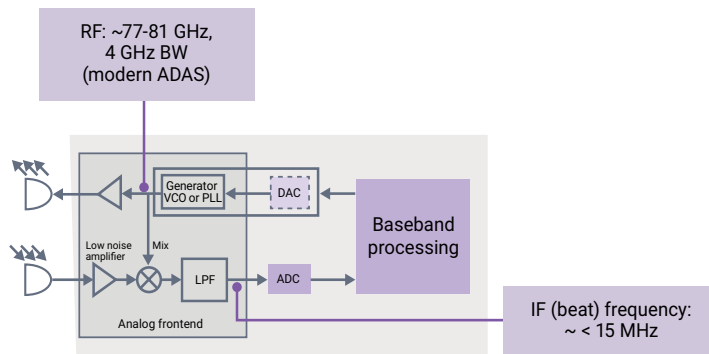 RF: ~77-81 GHz,
4 GHz BW
(modern ADAS)
Generator
VCO or PLL
DAC
Baseband
processing
Low noise
amplifier
Mix
LPF
ADC
Analog frontend
IF (beat) frequency:
~ < 15 MHz